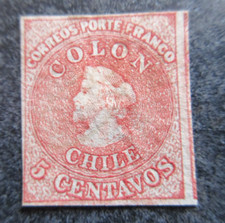 CORREOS PORTE FRANCO
COLON
CHILE
5 CENTAVOS